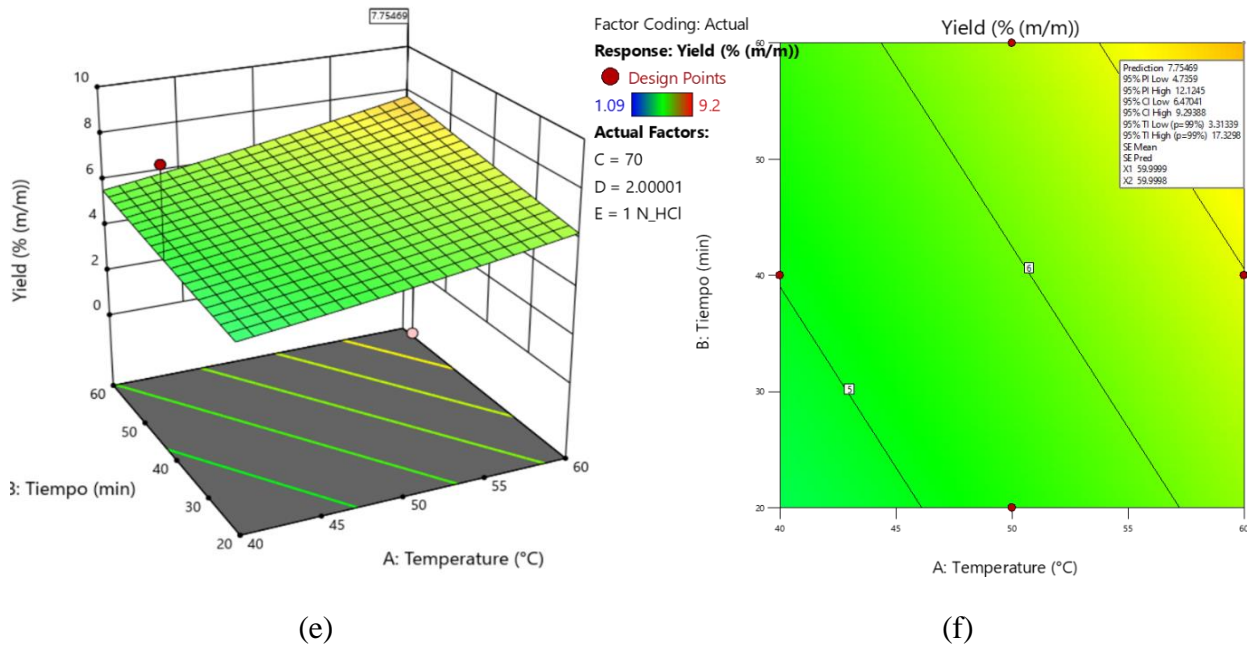 7.75469
10
8
6
4
2
0
Yield (% (m/m))
60
50
40
30
20
3: Tiempo (min)
40
45
50
55
60
A: Temperature (°C)
Factor Coding: Actual
Response: Yield (% (m/m))
Design Points
1.09 9.2
Actual Factors:
C = 70
D = 2.00001
E = 1 N_HCl
(e)
Yield (% (m/m))
60
50
40
30
20
B: Tiempo (min)
Prediction 7.75469
95% PI Low 4.7359
95% PI High 12.1245
95% CI Low 6.47041
95% CI High 9.29388
95% TI Low (p=99%) 3.31339
95% TI High (p=99%) 17.3298
SE Mean
SE Pred
X1 59.9999
X2 59.9998
6
5
40 45 50 55 60
A: Temperature (°C)
(f)